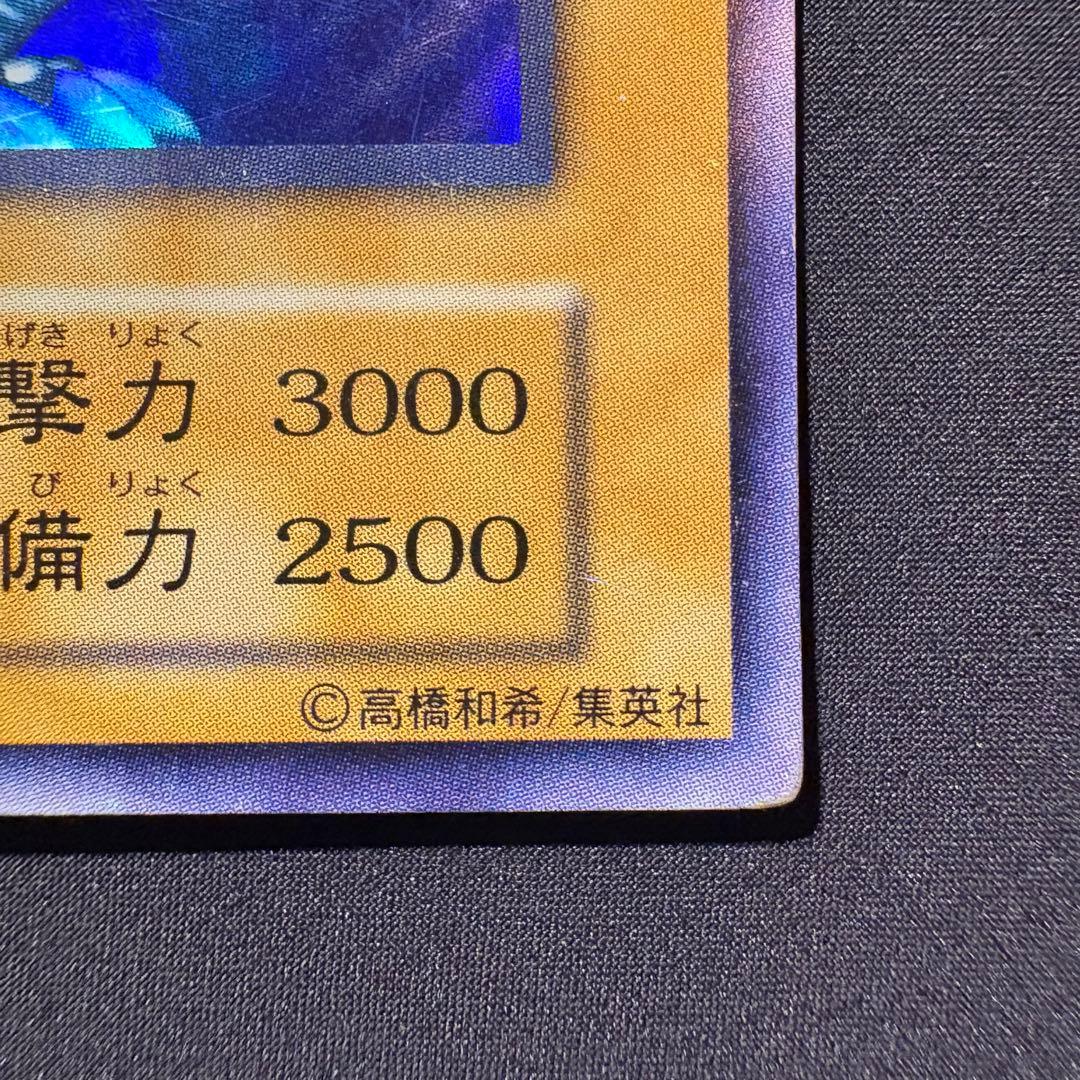 げき りょく
撃力 3000
び りょく
備力 2500
©高橋和希/集英社